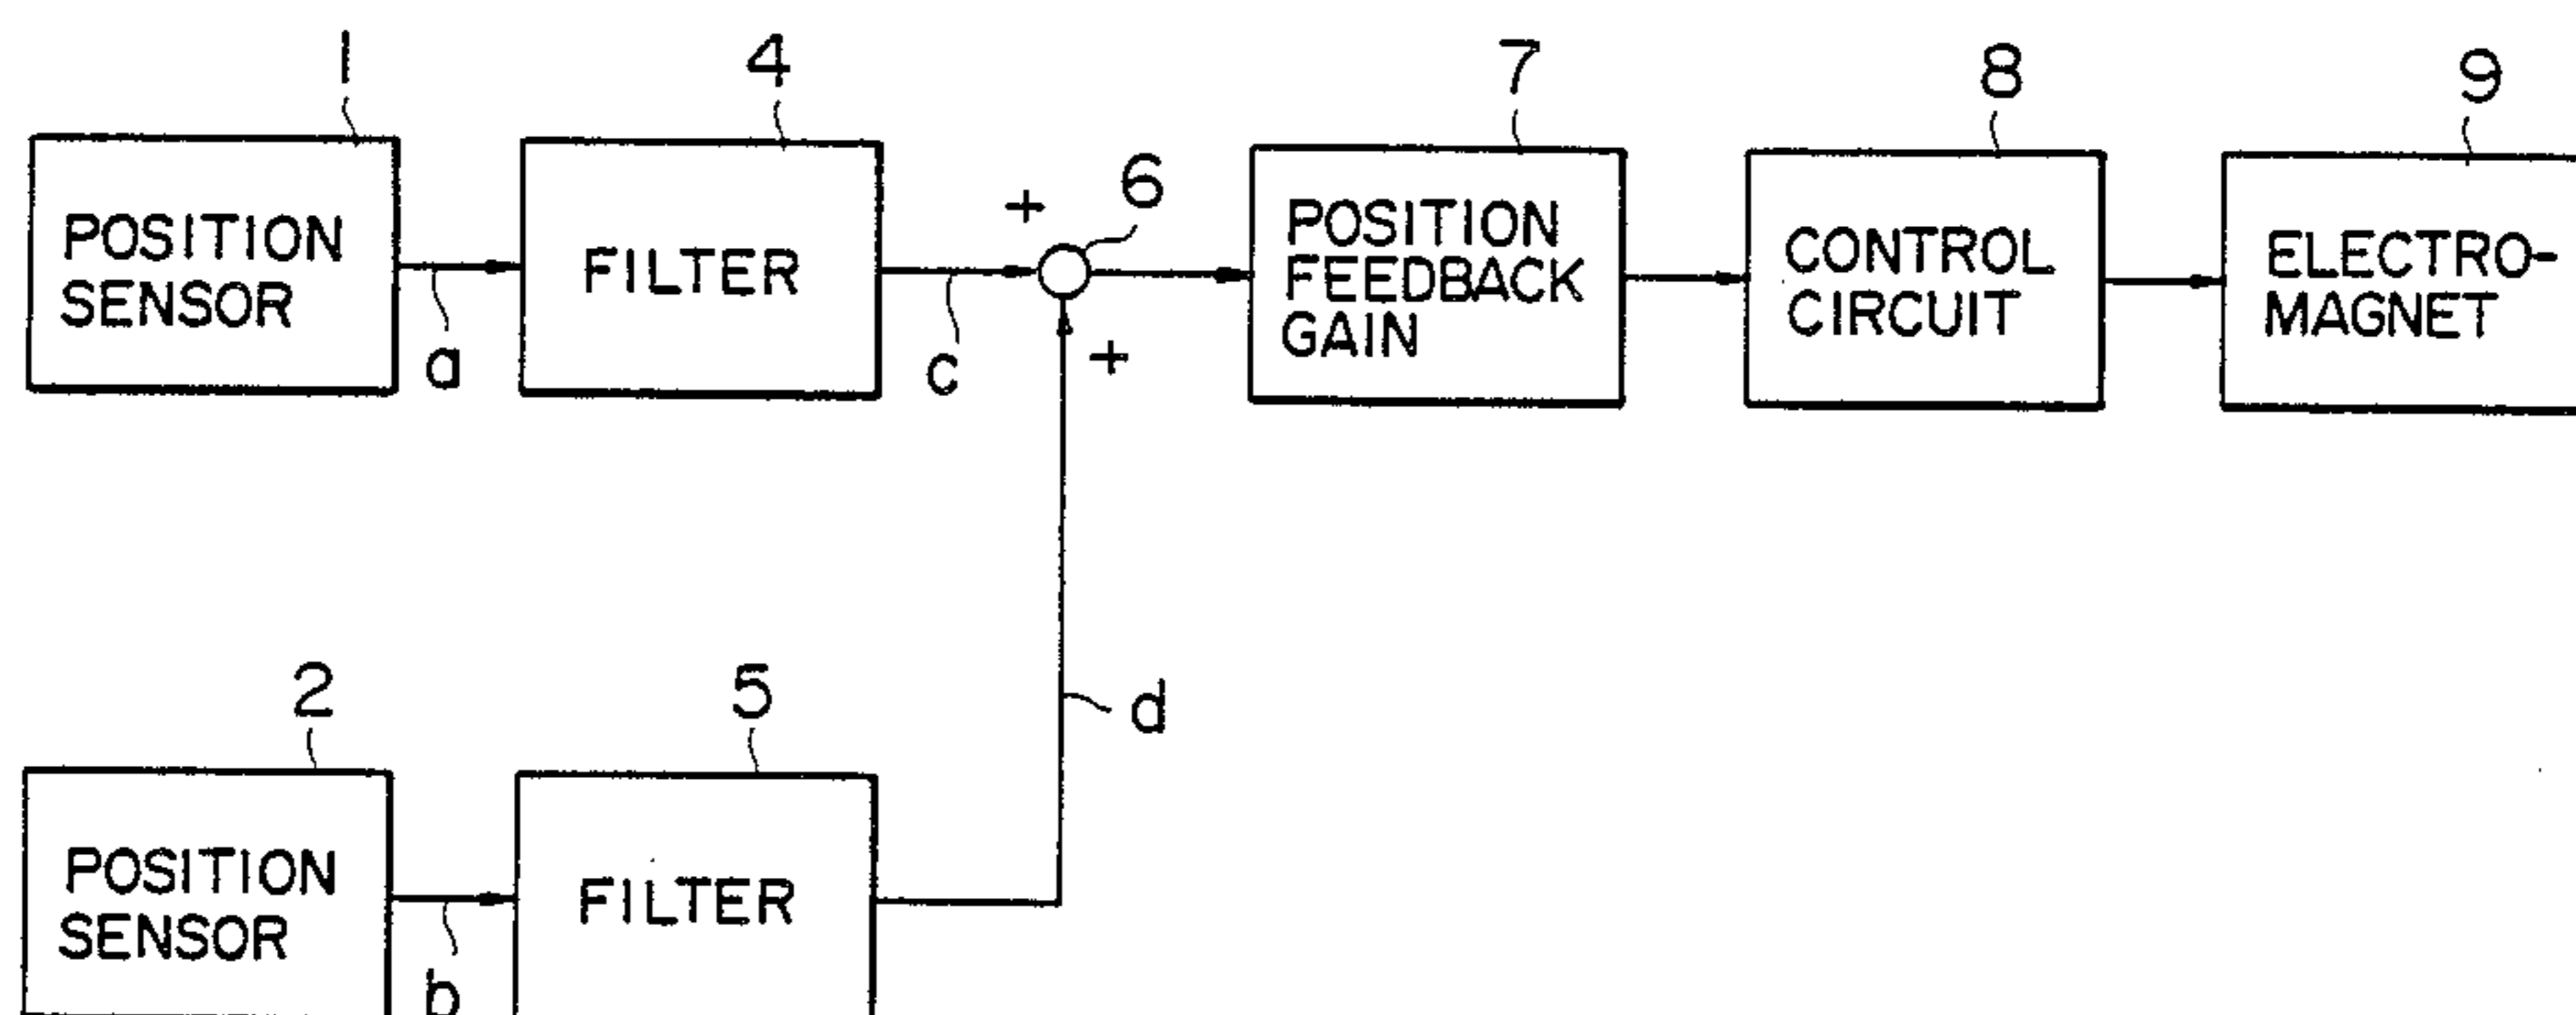 1
4
7
8
9
6
+
POSITION
SENSOR
FILTER
POSITION
FEEDBACK
GAIN
CONTROL
CIRCUIT
ELECTRO-
MAGNET
a
c
+
2
5
d
POSITION
SENSOR
FILTER
b